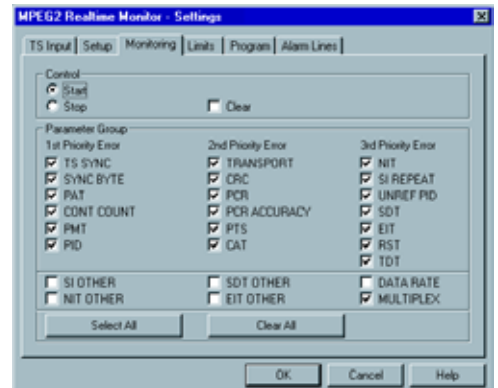 MPEG2 Realtime Monitor - Settings
TS Input Setup Monitoring Limits Program Alarm Lines
Control
Start
Stop Clear
Parameter Group
1st Priority Error 2nd Priority Error 3rd Priority Error
TS SYNC TRANSPORT NIT
SYNC BYTE CRC SI REPEAT
PAT PCR UNREF PID
CONT COUNT PCR ACCURACY SDT
PMT PTS EIT
PID CAT RST
TDT
SI OTHER SDT OTHER DATA RATE
NIT OTHER EIT OTHER MULTIPLEX
Select All Clear All
OK Cancel Help